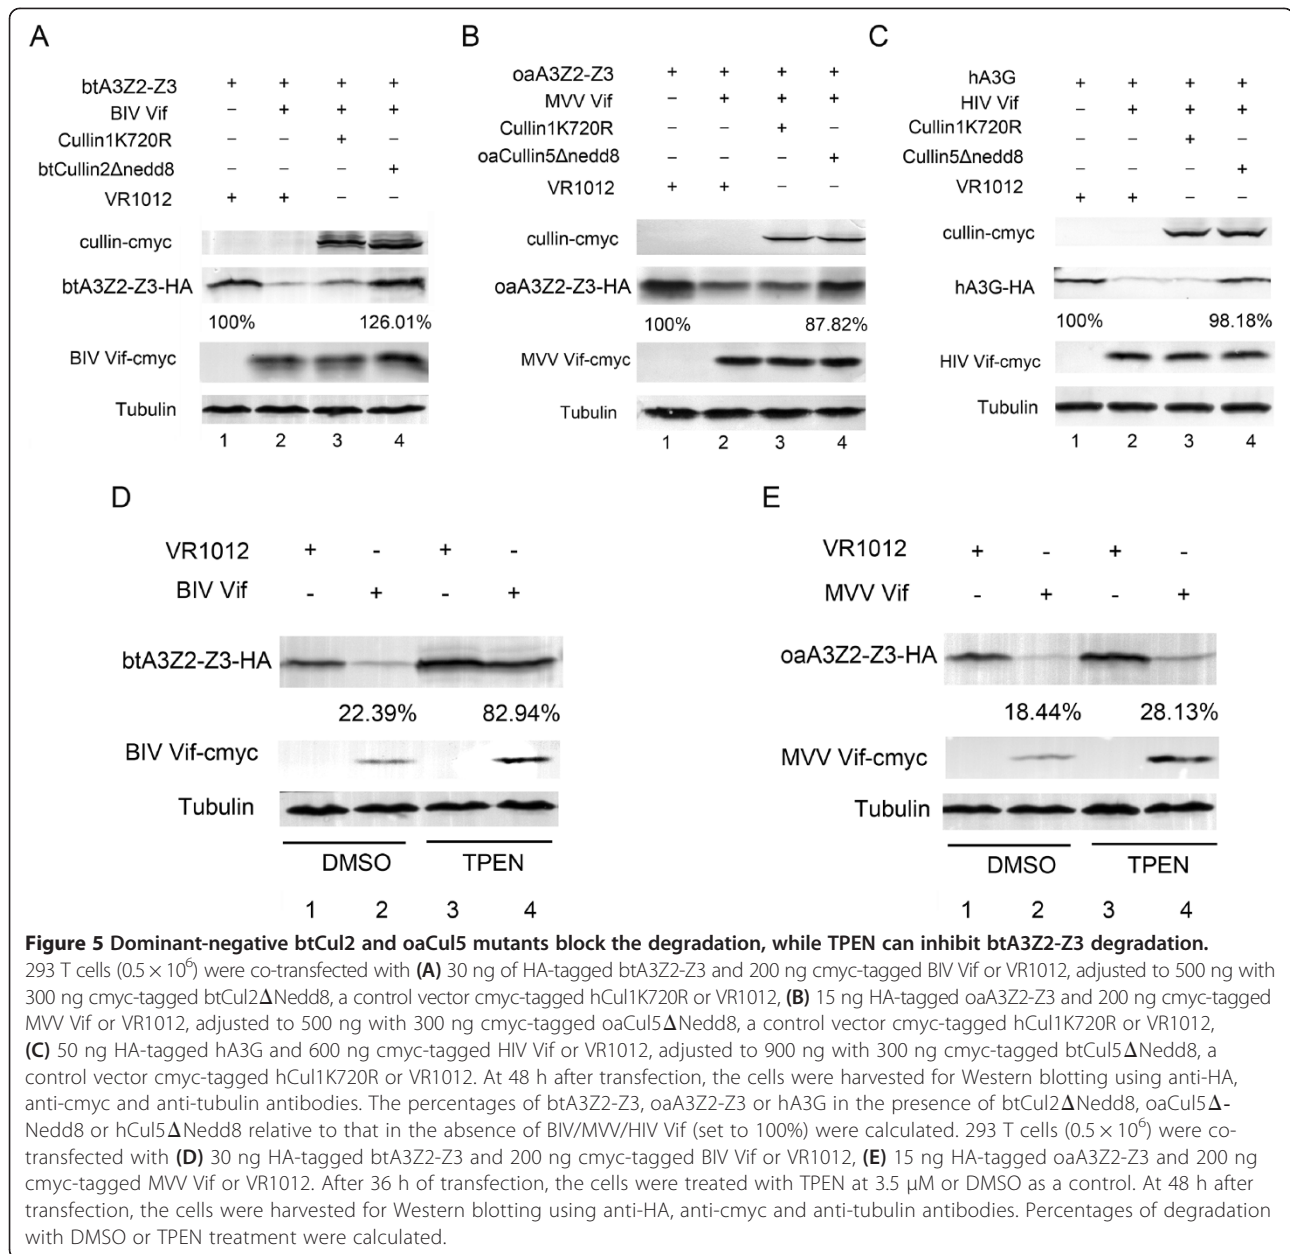 A
btA3Z2-Z3 + + + +
BIV Vif – + + +
Cullin1K720R – – + –
btCullin2Δnedd8 – – – +
VR1012 + + – –
cullin-cmyc
btA3Z2-Z3-HA
100% 126.01%
BIV Vif-cmyc
Tubulin
1 2 3 4
B
oaA3Z2-Z3 + + + +
MVV Vif – + + +
Cullin1K720R – – + –
oaCullin5Δnedd8 – – – +
VR1012 + + – –
cullin-cmyc
oaA3Z2-Z3-HA
100% 87.82%
MVV Vif-cmyc
Tubulin
1 2 3 4
C
hA3G + + + +
HIV Vif – + + +
Cullin1K720R – – + –
Cullin5Δnedd8 – – – +
VR1012 + + – –
cullin-cmyc
hA3G-HA
100% 98.18%
HIV Vif-cmyc
Tubulin
1 2 3 4
D
VR1012 + - + -
BIV Vif - + - +
btA3Z2-Z3-HA
22.39% 82.94%
BIV Vif-cmyc
Tubulin
DMSO TPEN
1 2 3 4
E
VR1012 + - + -
MVV Vif - + - +
oaA3Z2-Z3-HA
18.44% 28.13%
MVV Vif-cmyc
Tubulin
DMSO TPEN
1 2 3 4
Figure 5 Dominant-negative btCul2 and oaCul5 mutants block the degradation, while TPEN can inhibit btA3Z2-Z3 degradation.
293 T cells (0.5 × 10⁶) were co-transfected with (A) 30 ng of HA-tagged btA3Z2-Z3 and 200 ng cmyc-tagged BIV Vif or VR1012, adjusted to 500 ng with
300 ng cmyc-tagged btCul2ΔNedd8, a control vector cmyc-tagged hCul1K720R or VR1012, (B) 15 ng HA-tagged oaA3Z2-Z3 and 200 ng cmyc-tagged
MVV Vif or VR1012, adjusted to 500 ng with 300 ng cmyc-tagged oaCul5ΔNedd8, a control vector cmyc-tagged hCul1K720R or VR1012,
(C) 50 ng HA-tagged hA3G and 600 ng cmyc-tagged HIV Vif or VR1012, adjusted to 900 ng with 300 ng cmyc-tagged btCul5ΔNedd8, a
control vector cmyc-tagged hCul1K720R or VR1012. At 48 h after transfection, the cells were harvested for Western blotting using anti-HA,
anti-cmyc and anti-tubulin antibodies. The percentages of btA3Z2-Z3, oaA3Z2-Z3 or hA3G in the presence of btCul2ΔNedd8, oaCul5Δ-
Nedd8 or hCul5ΔNedd8 relative to that in the absence of BIV/MVV/HIV Vif (set to 100%) were calculated. 293 T cells (0.5 × 10⁶) were co-
transfected with (D) 30 ng HA-tagged btA3Z2-Z3 and 200 ng cmyc-tagged BIV Vif or VR1012, (E) 15 ng HA-tagged oaA3Z2-Z3 and 200 ng
cmyc-tagged MVV Vif or VR1012. After 36 h of transfection, the cells were treated with TPEN at 3.5 μM or DMSO as a control. At 48 h after
transfection, the cells were harvested for Western blotting using anti-HA, anti-cmyc and anti-tubulin antibodies. Percentages of degradation
with DMSO or TPEN treatment were calculated.